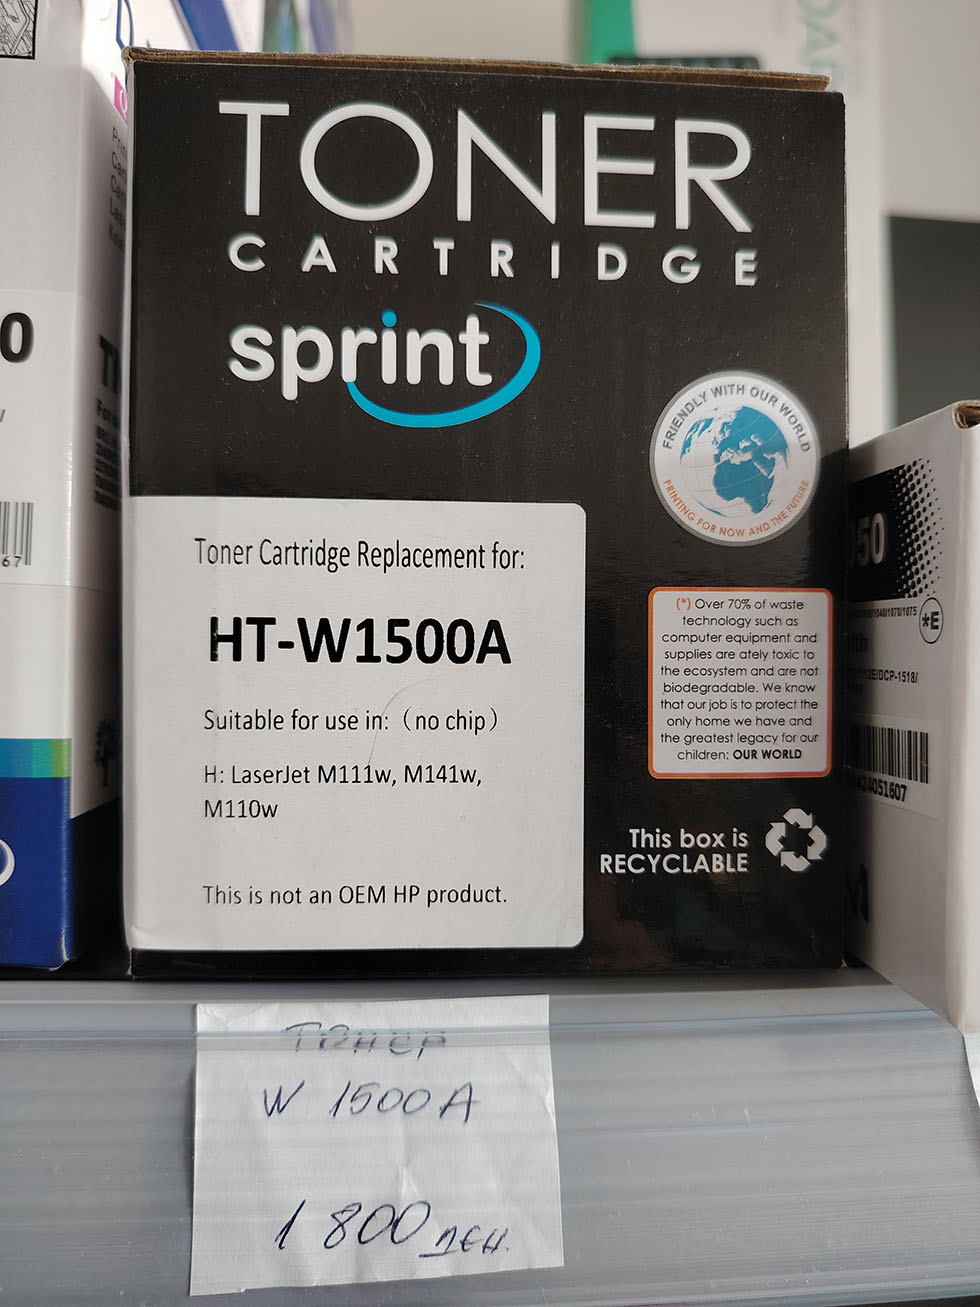 TONER
CARTRIDGE
sprint
FRIENDLY WITH OUR WORLD
PRINTING FOR NOW AND THE FUTURE
Toner Cartridge Replacement for:
HT-W1500A
Suitable for use in:（no chip）
H: LaserJet M111w, M141w,
M110w
This is not an OEM HP product.
(*) Over 70% of waste
technology such as
computer equipment and
supplies are ately toxic to
the ecosystem and are not
biodegradable. We know
that our job is to protect the
only home we have and
the greatest legacy for our
children: OUR WORLD
This box is
RECYCLABLE
*E
Тонер
W 1500A
1 800 ден.